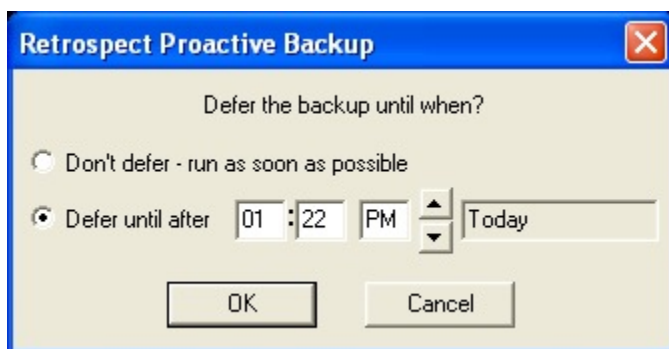 Retrospect Proactive Backup
Defer the backup until when?
Don't defer - run as soon as possible
Defer until after 01 : 22 PM Today
OK Cancel